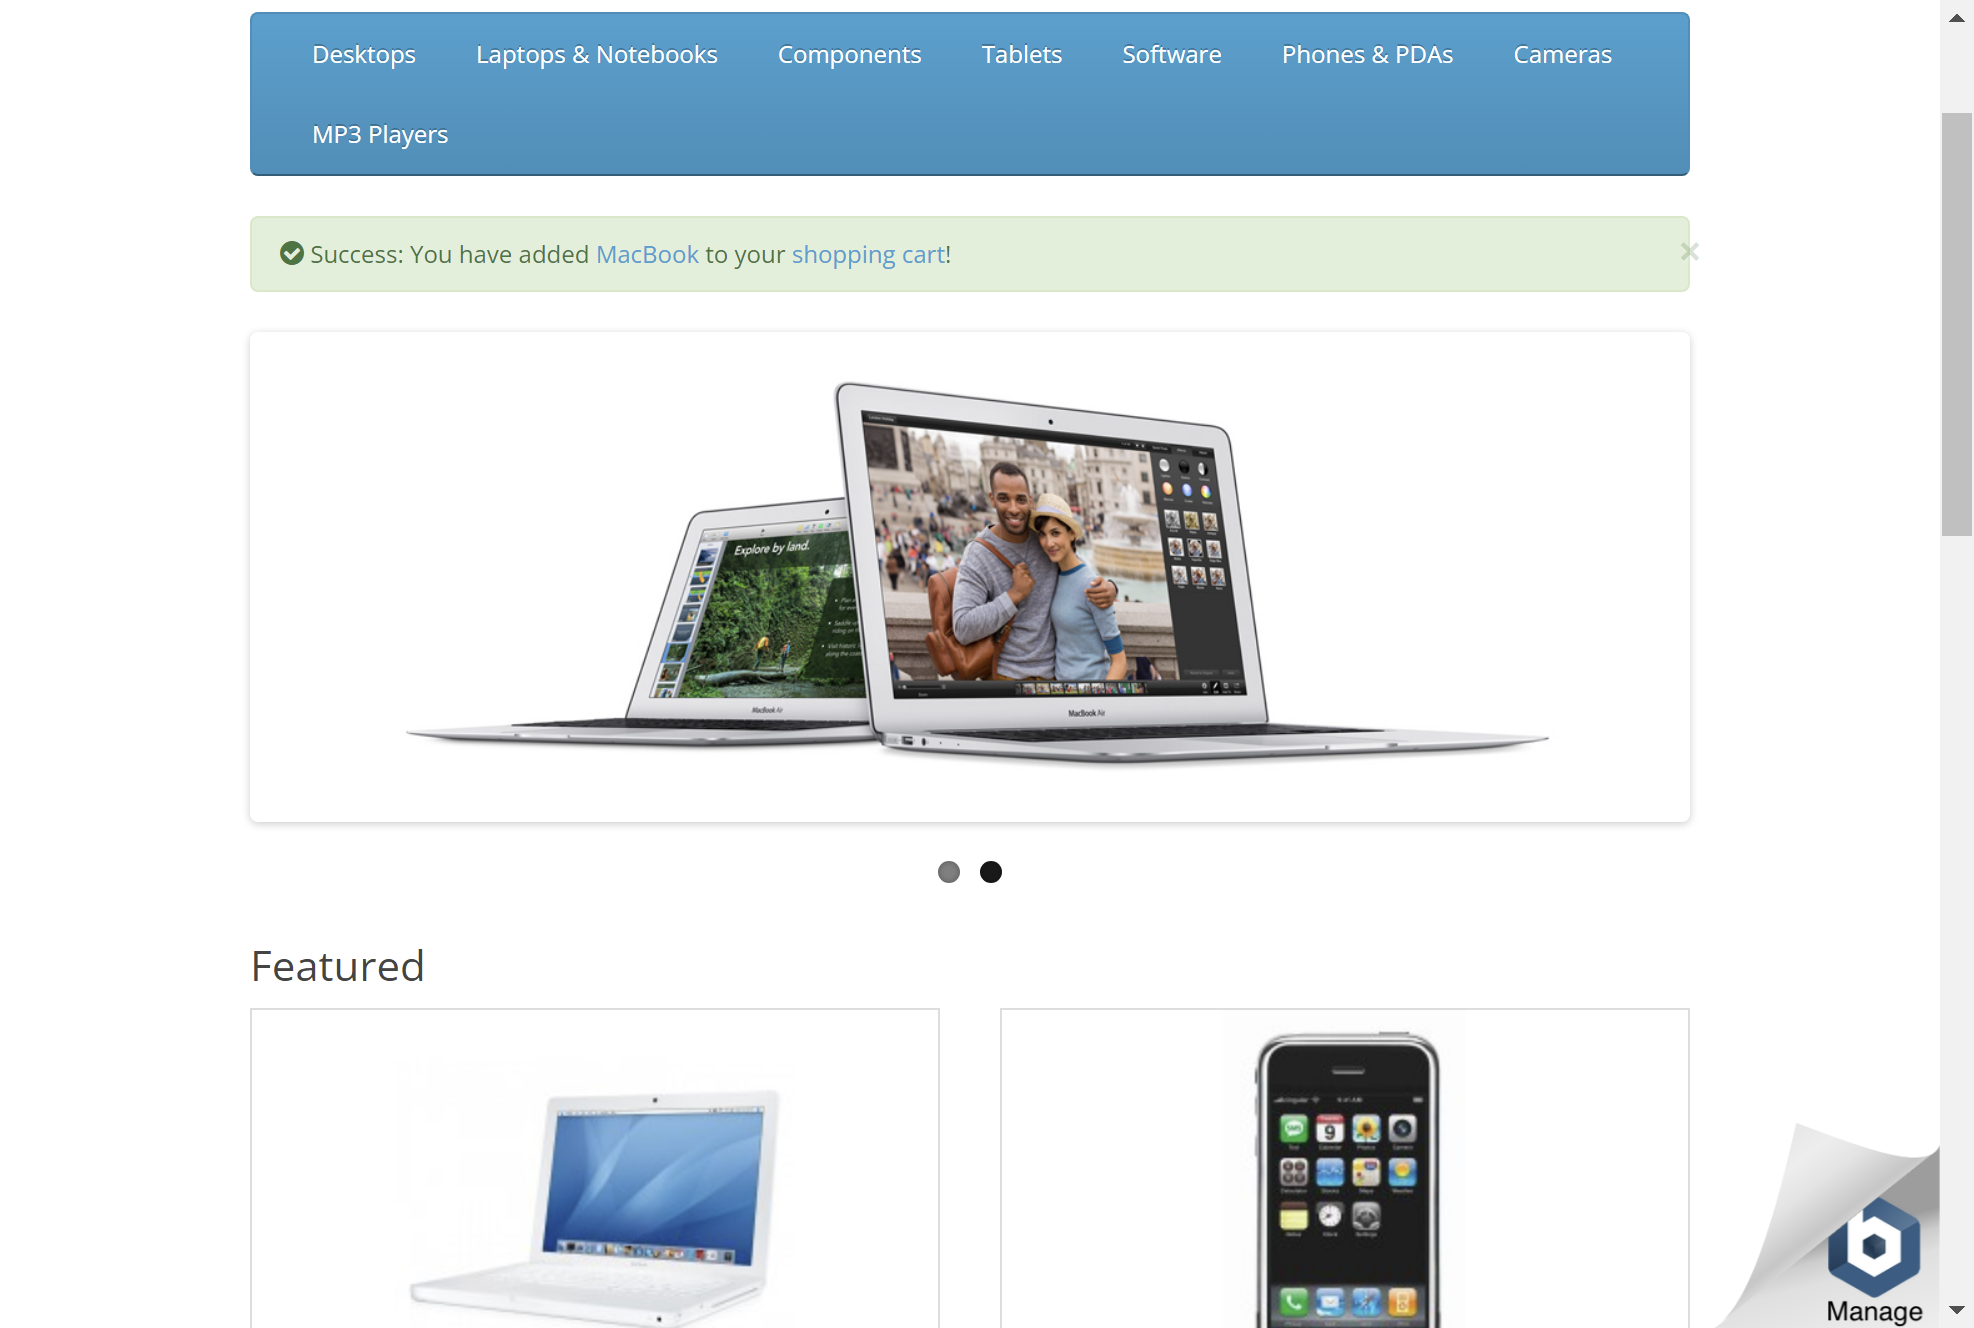 Desktops Laptops & Notebooks Components Tablets Software Phones & PDAs Cameras
MP3 Players
Success: You have added MacBook to your shopping cart!
×
Explore by land.
MacBook Air
MacBook Air
Featured
9
Manage